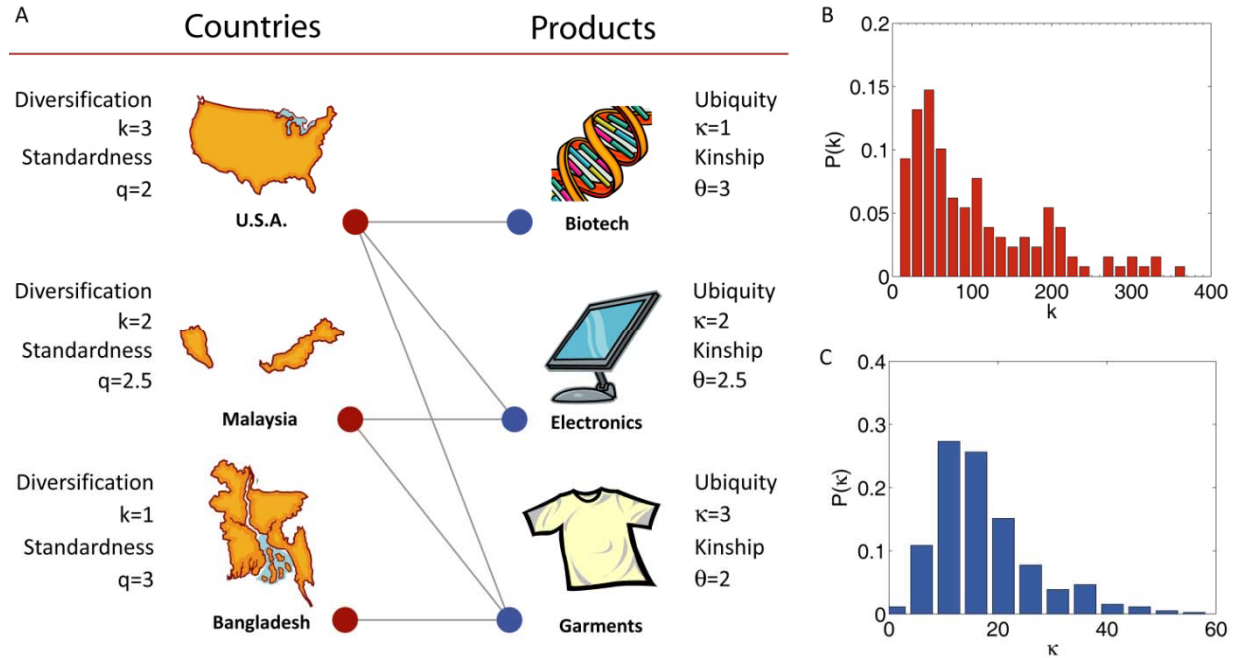 A
Countries
Products
Diversification
k=3
Standardness
q=2
U.S.A.
Biotech
Ubiquity
κ=1
Kinship
θ=3
Diversification
k=2
Standardness
q=2.5
Malaysia
Electronics
Ubiquity
κ=2
Kinship
θ=2.5
Diversification
k=1
Standardness
q=3
Bangladesh
Garments
Ubiquity
κ=3
Kinship
θ=2
B
0.2
0.15
0.1
0.05
0
P(k)
0 100 200 300 400
k
C
0.4
0.3
0.2
0.1
0
P(κ)
0 20 40 60
κ